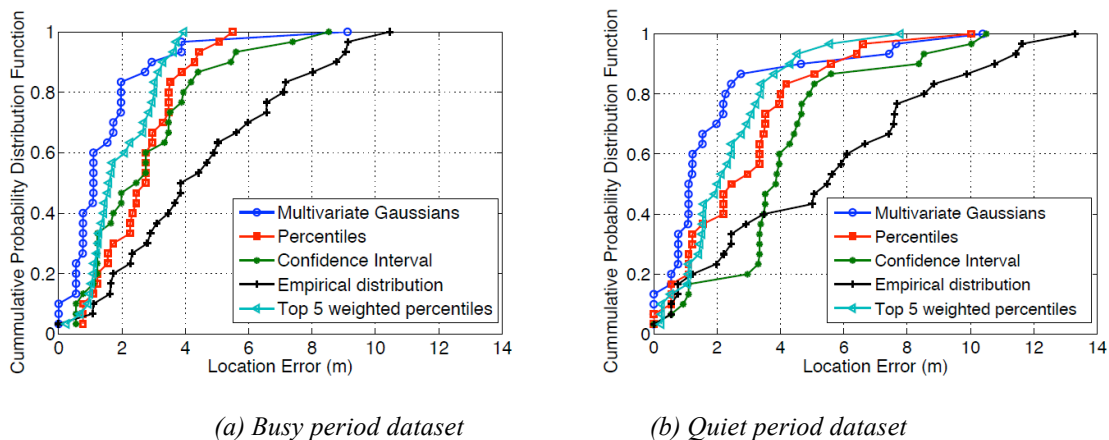 Cummulative Probability Distribution Function
1
0.8
0.6
0.4
0.2
0
Multivariate Gaussians
Percentiles
Confidence Interval
Empirical distribution
Top 5 weighted percentiles
0 2 4 6 8 10 12 14
Location Error (m)
(a) Busy period dataset
Cummulative Probability Distribution Function
1
0.8
0.6
0.4
0.2
0
Multivariate Gaussians
Percentiles
Confidence Interval
Empirical distribution
Top 5 weighted percentiles
0 2 4 6 8 10 12 14
Location Error (m)
(b) Quiet period dataset